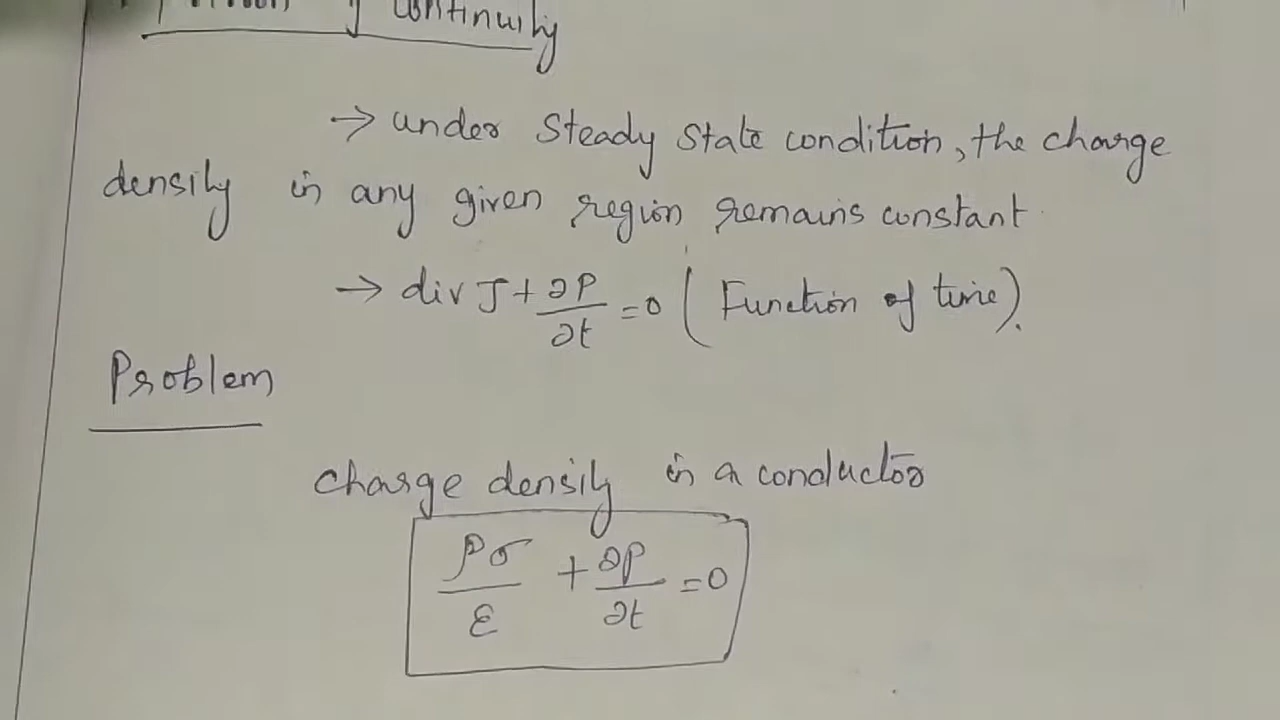 continuity
→ under steady state condition, the charge
density in any given region remains constant
→ div J + ∂ρ/∂t = 0 (Function of time).
Problem
charge density in a conductor
ρσ/ε + ∂ρ/∂t = 0